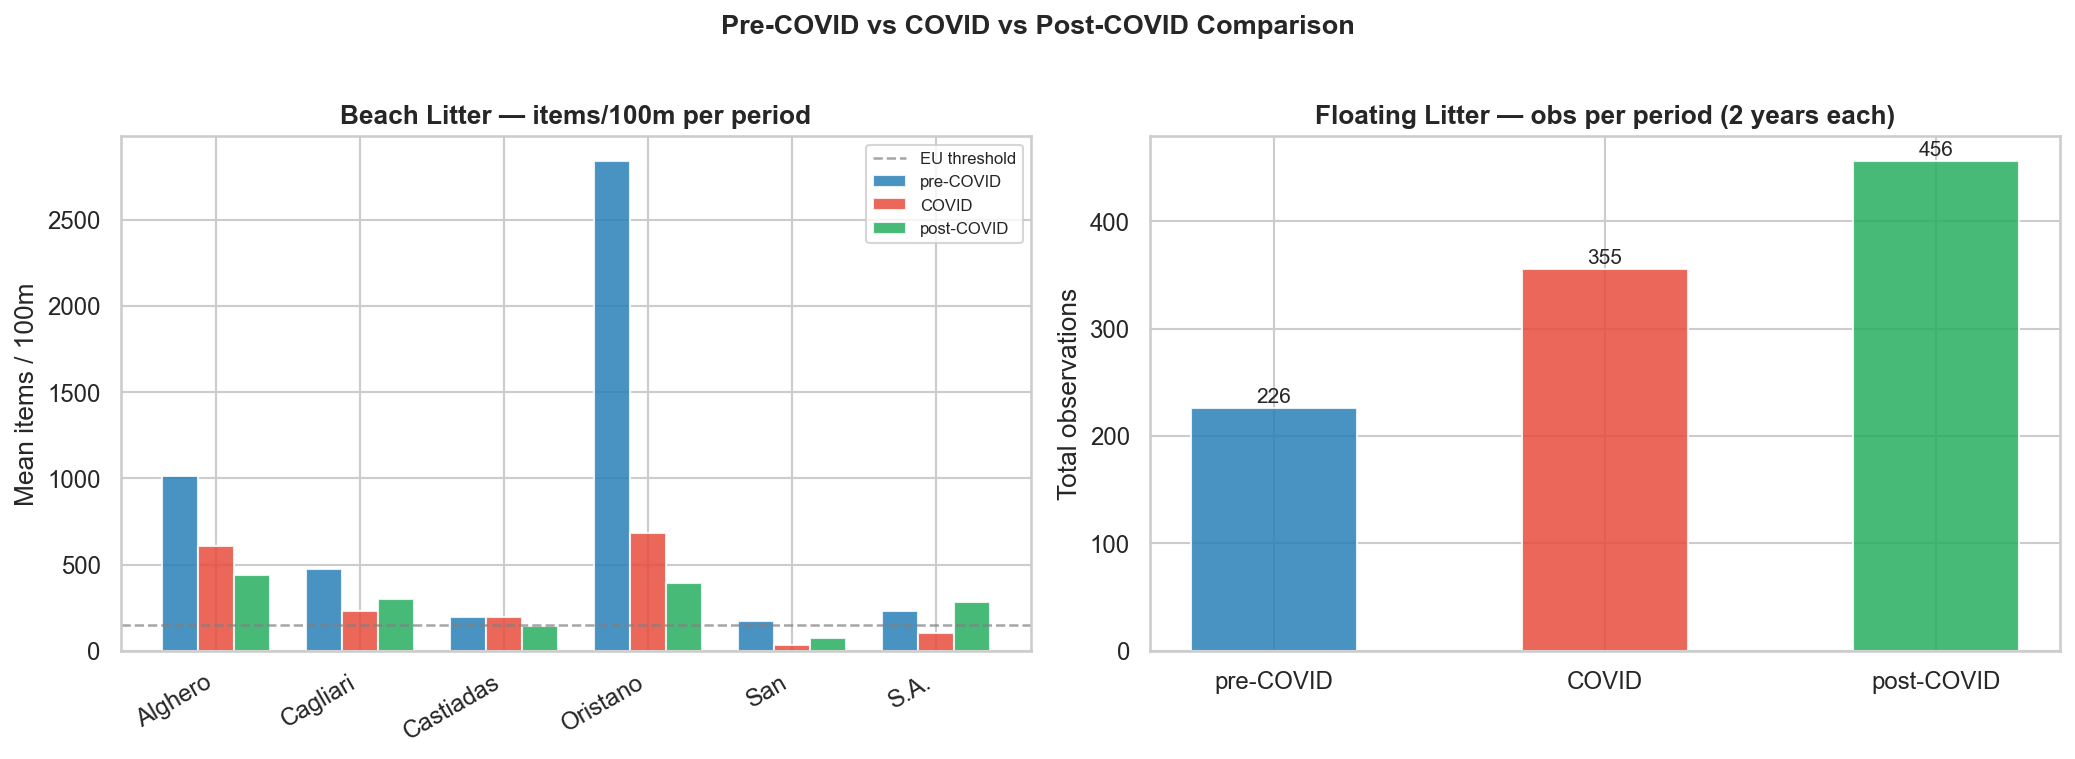 Pre-COVID vs COVID vs Post-COVID Comparison
Beach Litter — items/100m per period
Mean items / 100m
2500
2000
1500
1000
500
0
EU threshold
pre-COVID
COVID
post-COVID
Alghero
Cagliari
Castiadas
Oristano
San
S.A.
Floating Litter — obs per period (2 years each)
Total observations
400
300
200
100
0
226
355
456
pre-COVID
COVID
post-COVID